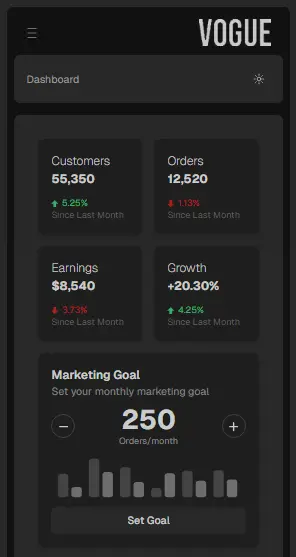 VOGUE
Dashboard
Customers
55,350
5.25%
Since Last Month
Orders
12,520
1.13%
Since Last Month
Earnings
$8,540
3.73%
Since Last Month
Growth
+20.30%
4.25%
Since Last Month
Marketing Goal
Set your monthly marketing goal
250
Orders/month
Set Goal